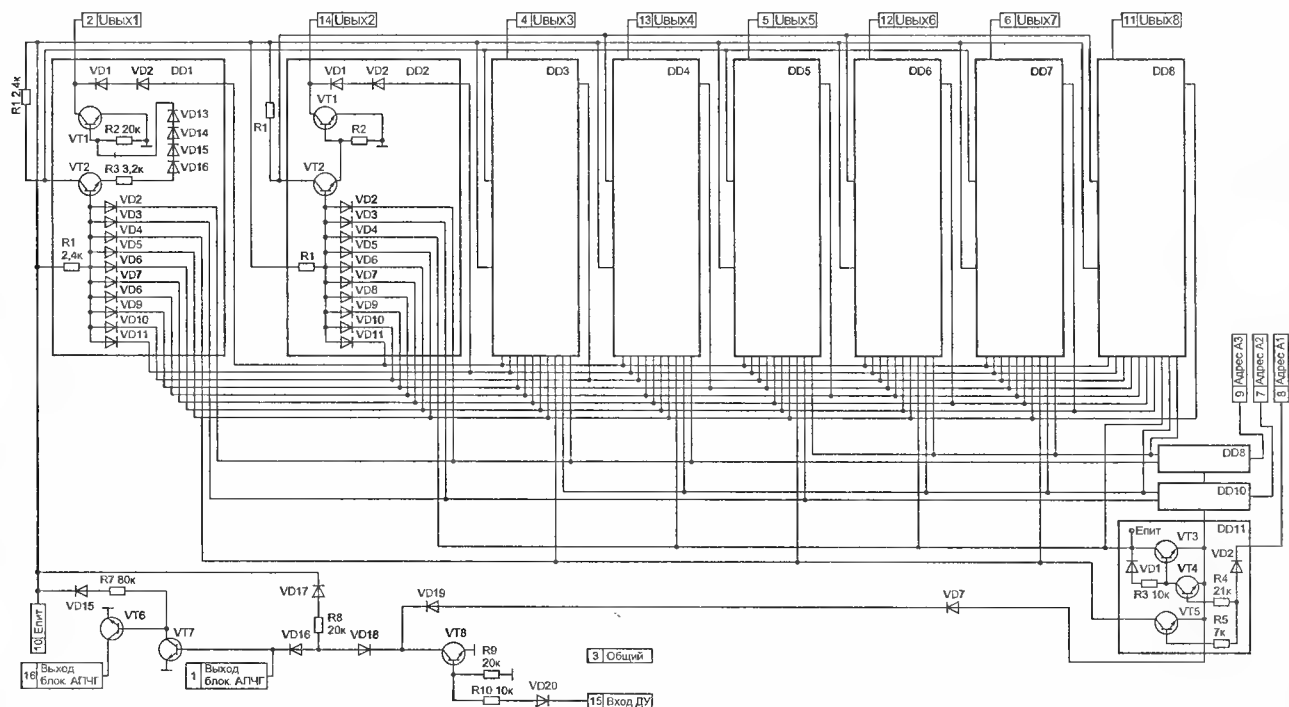 2 Uвых1
14 Uвых2
4 Uвых3
13 Uвых4
5 Uвых5
12 Uвых6
6 Uвых7
11 Uвых8
VD1 VD2 DD1
VD1 VD2 DD2
DD3
DD4
DD5
DD6
DD7
DD8
R1 2,4к
VT1
R2 20к
VD13
VD14
VD15
VD16
VT2
R3 3,2к
R1
VT1
R2
VT2
VD2
VD3
VD4
VD5
VD6
VD7
VD6
VD9
VD10
VD11
R1
2,4к
VD2
VD3
VD4
VD5
VD6
VD7
VD8
VD9
VD10
VD11
R1
9 Адрес А3
7 Адрес А2
8 Адрес А1
DD8
DD10
DD11
Епит
VT3
VD2
VD1
VT4
R3 10к
R4
21к
VT5
R5
7к
R7 80к
VD15
VT6
VT7
10 Епит
16 Выход
блок. АПЧГ
1 Выход
блок. АПЧГ
VD17
R8
20к
VD16
VD18
VD19
VD7
VT8
R9
20к
R10 10к
VD20
3 Общий
15 Вход ДУ